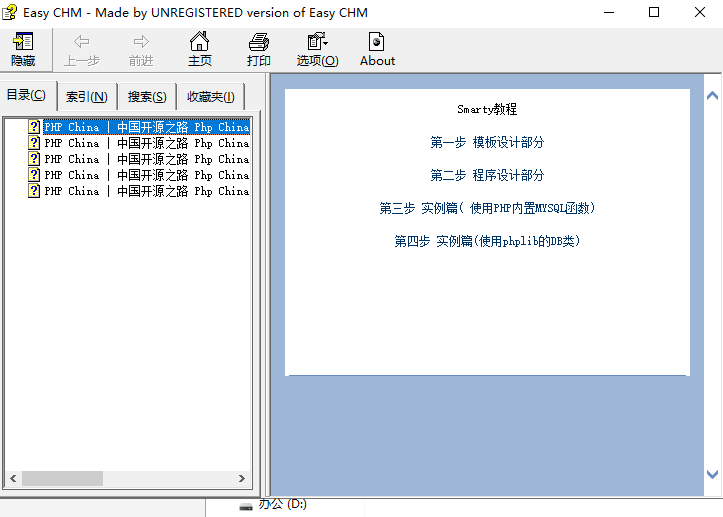 Easy CHM - Made by UNREGISTERED version of Easy CHM
隐藏 上一步 前进 主页 打印 选项(O) About
目录(C) 索引(N) 搜索(S) 收藏夹(I)
PHP China | 中国开源之路 Php China
PHP China | 中国开源之路 Php China
PHP China | 中国开源之路 Php China
PHP China | 中国开源之路 Php China
PHP China | 中国开源之路 Php China
Smarty教程
第一步 模板设计部分
第二步 程序设计部分
第三步 实例篇( 使用PHP内置MYSQL函数)
第四步 实例篇(使用phplib的DB类)
办公 (D:)